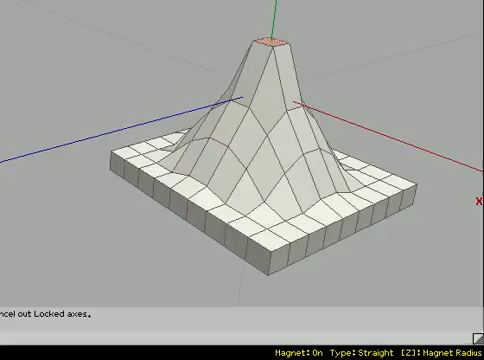 X
ncel out Locked axes.
Magnet: On Type: Straight [Z]: Magnet Radius